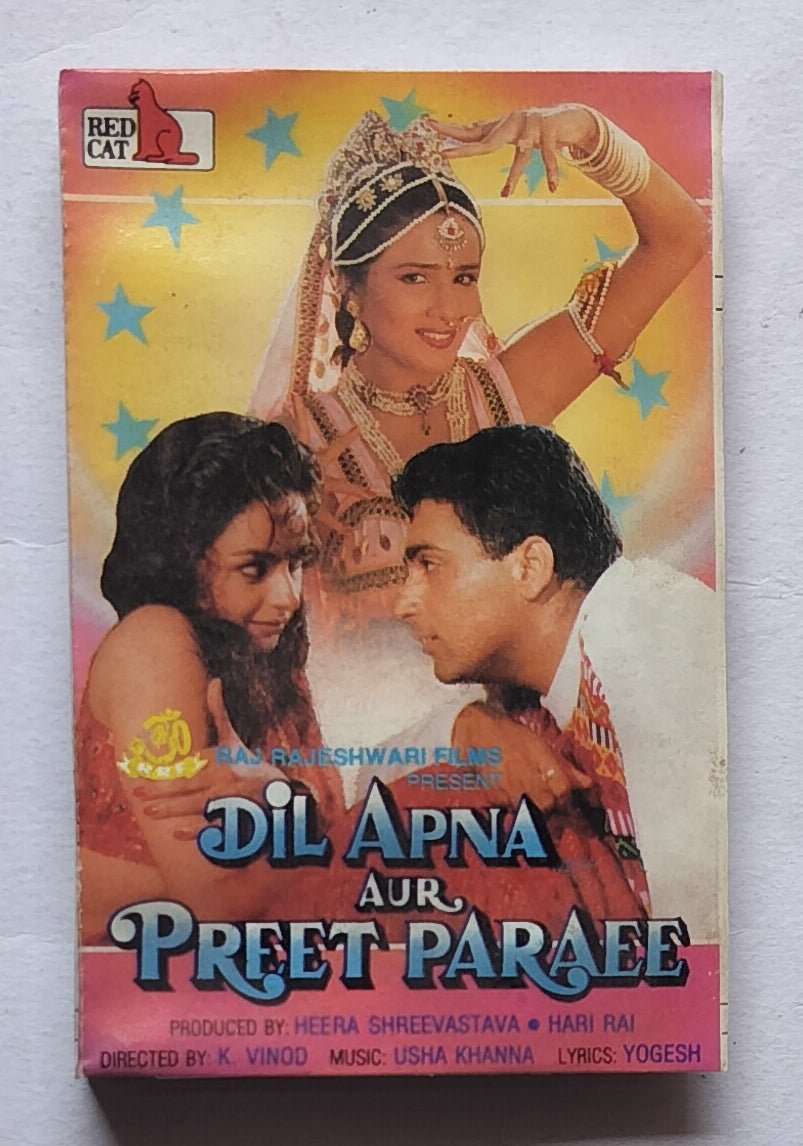 RED
CAT
ॐ
R.R.F.
RAJ RAJESHWARI FILMS
PRESENT
DiL APNA
AUR
PREET PARAEE
PRODUCED BY: HEERA SHREEVASTAVA • HARI RAI
DIRECTED BY: K. VINOD MUSIC: USHA KHANNA LYRICS: YOGESH